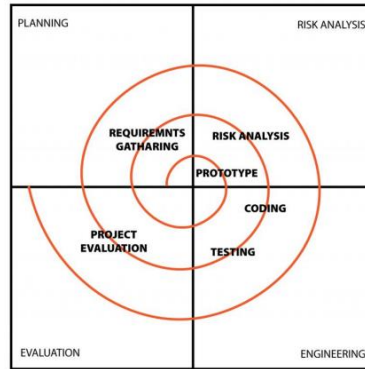 PLANNING
RISK ANALYSIS
REQUIREMNTS
GATHARING
RISK ANALYSIS
PROTOTYPE
CODING
PROJECT
EVALUATION
TESTING
EVALUATION
ENGINEERING